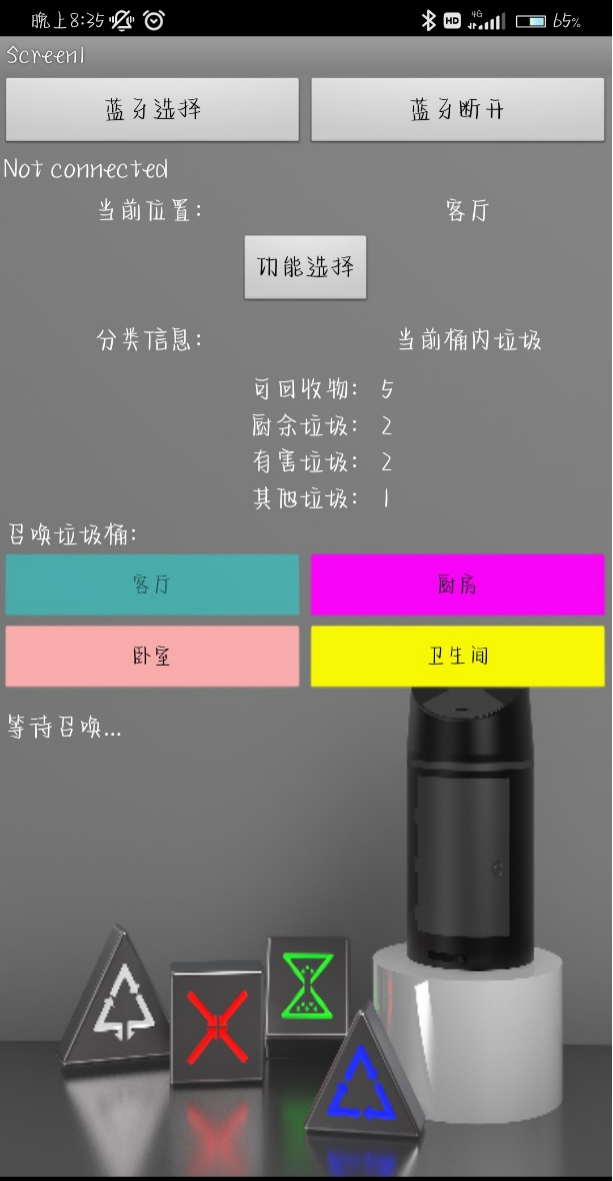 晚上8:35 HD 4G 65%
Screen1
蓝牙选择 蓝牙断开
Not connected
当前位置: 客厅
功能选择
分类信息: 当前桶内垃圾
可回收物: 5
厨余垃圾: 2
有害垃圾: 2
其他垃圾: 1
召唤垃圾桶:
客厅 厨房
卧室 卫生间
等待召唤...